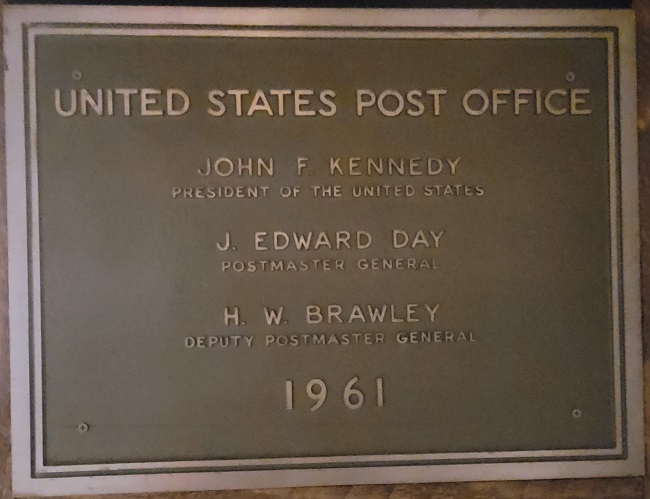 UNITED STATES POST OFFICE
JOHN F. KENNEDY
PRESIDENT OF THE UNITED STATES
J. EDWARD DAY
POSTMASTER GENERAL
H. W. BRAWLEY
DEPUTY POSTMASTER GENERAL
1961